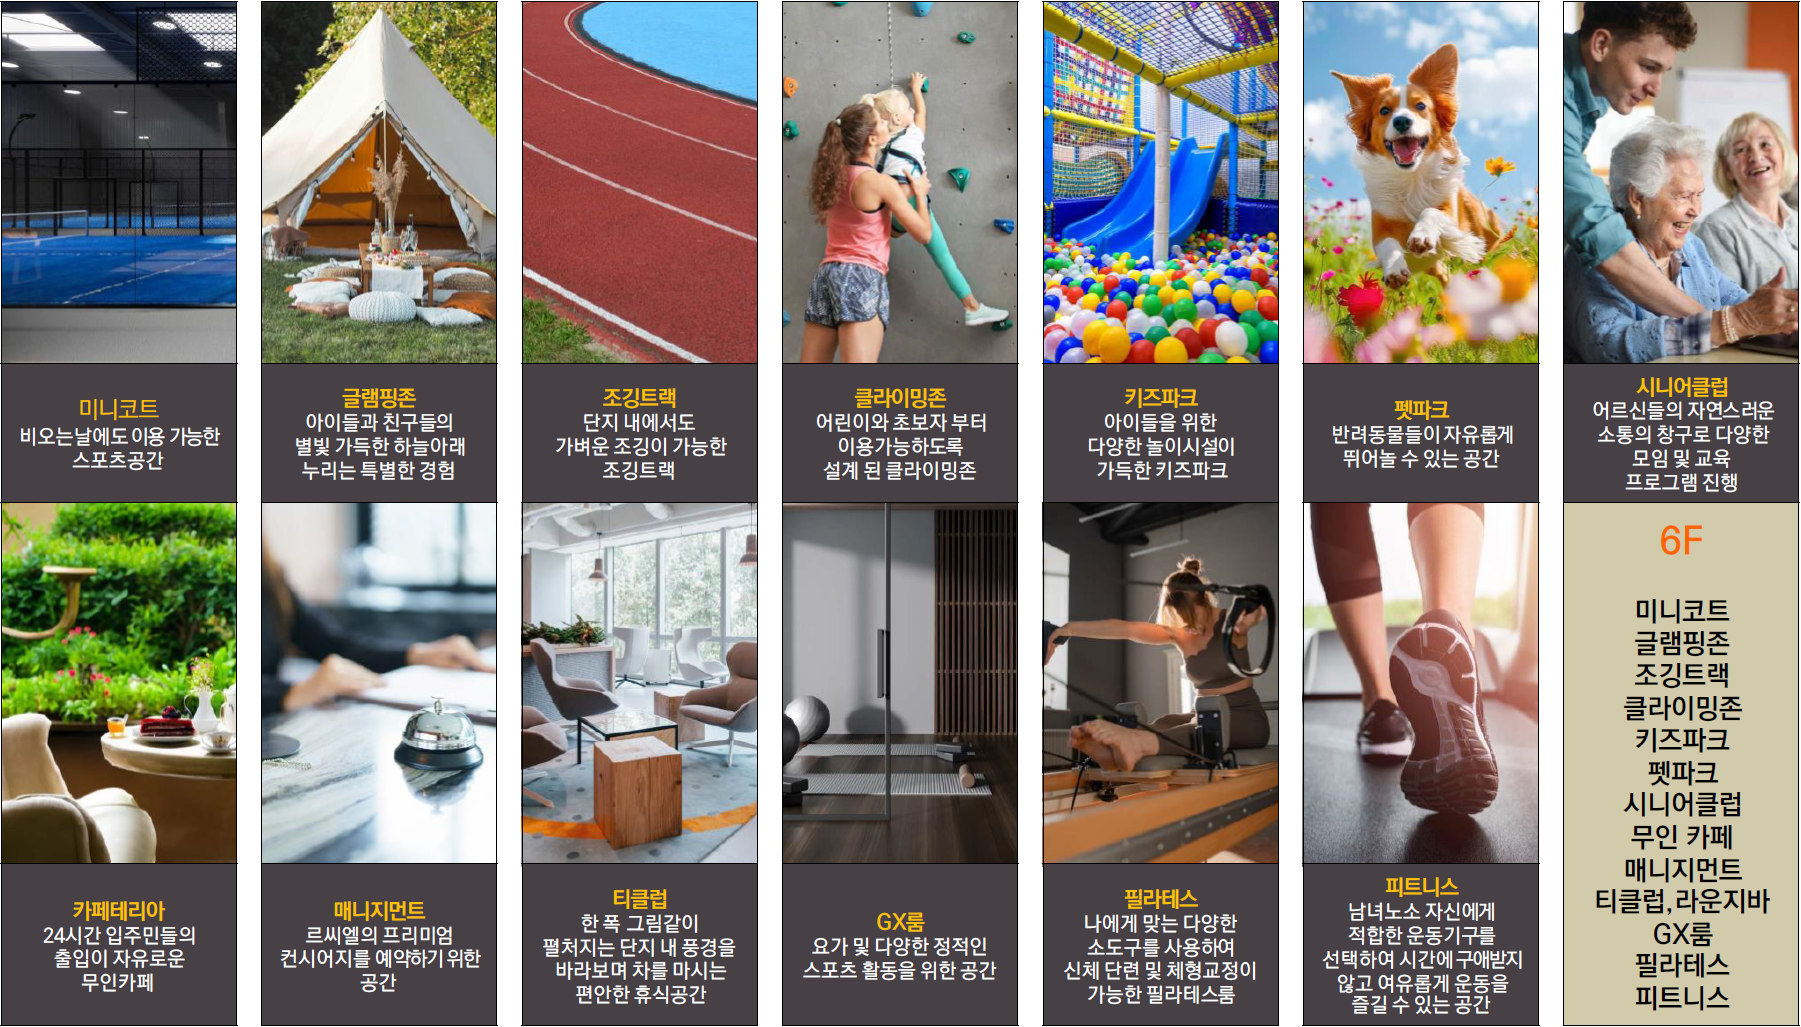 미니코트
비오는날에도 이용 가능한
스포츠공간
글램핑존
아이들과 친구들의
별빛 가득한 하늘아래
누리는 특별한 경험
조깅트랙
단지 내에서도
가벼운 조깅이 가능한
조깅트랙
클라이밍존
어린이와 초보자 부터
이용가능하도록
설계 된 클라이밍존
키즈파크
아이들을 위한
다양한 놀이시설이
가득한 키즈파크
펫파크
반려동물들이 자유롭게
뛰어놀 수 있는 공간
시니어클럽
어르신들의 자연스러운
소통의 창구로 다양한
모임 및 교육
프로그램 진행
카페테리아
24시간 입주민들의
출입이 자유로운
무인카페
매니지먼트
르씨엘의 프리미엄
컨시어지를 예약하기 위한
공간
티클럽
한 폭 그림같이
펼처지는 단지 내 풍경을
바라보며 차를 마시는
편안한 휴식공간
GX룸
요가 및 다양한 정적인
스포츠 활동을 위한 공간
필라테스
나에게 맞는 다양한
소도구를 사용하여
신체 단련 및 체형교정이
가능한 필라테스룸
피트니스
남녀노소 자신에게
적합한 운동기구를
선택하여 시간에 구애받지
않고 여유롭게 운동을
즐길 수 있는 공간
6F
미니코트
글램핑존
조깅트랙
클라이밍존
키즈파크
펫파크
시니어클럽
무인 카페
매니지먼트
티클럽, 라운지바
GX룸
필라테스
피트니스